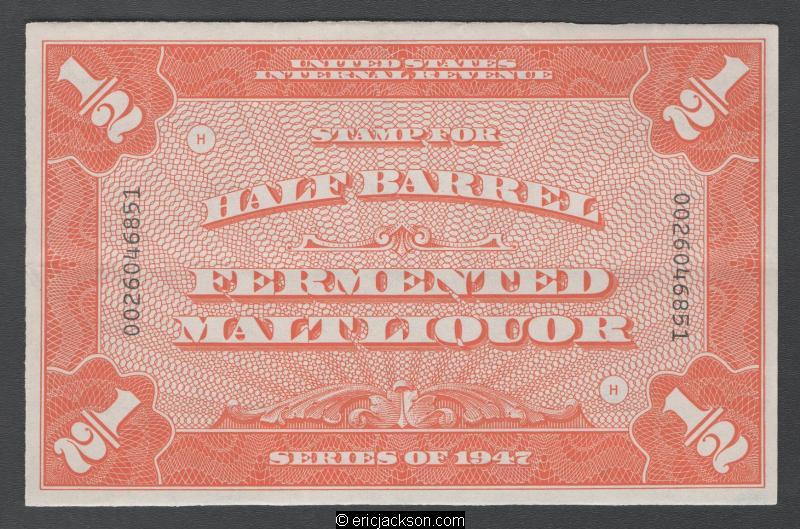 UNITED STATES
INTERNAL REVENUE
1/2
1/2
H
STAMP FOR
HALF BARREL
0026046851
0026046851
FERMENTED
MALT LIQUOR
H
1/2
1/2
SERIES OF 1947
© ericjackson.com